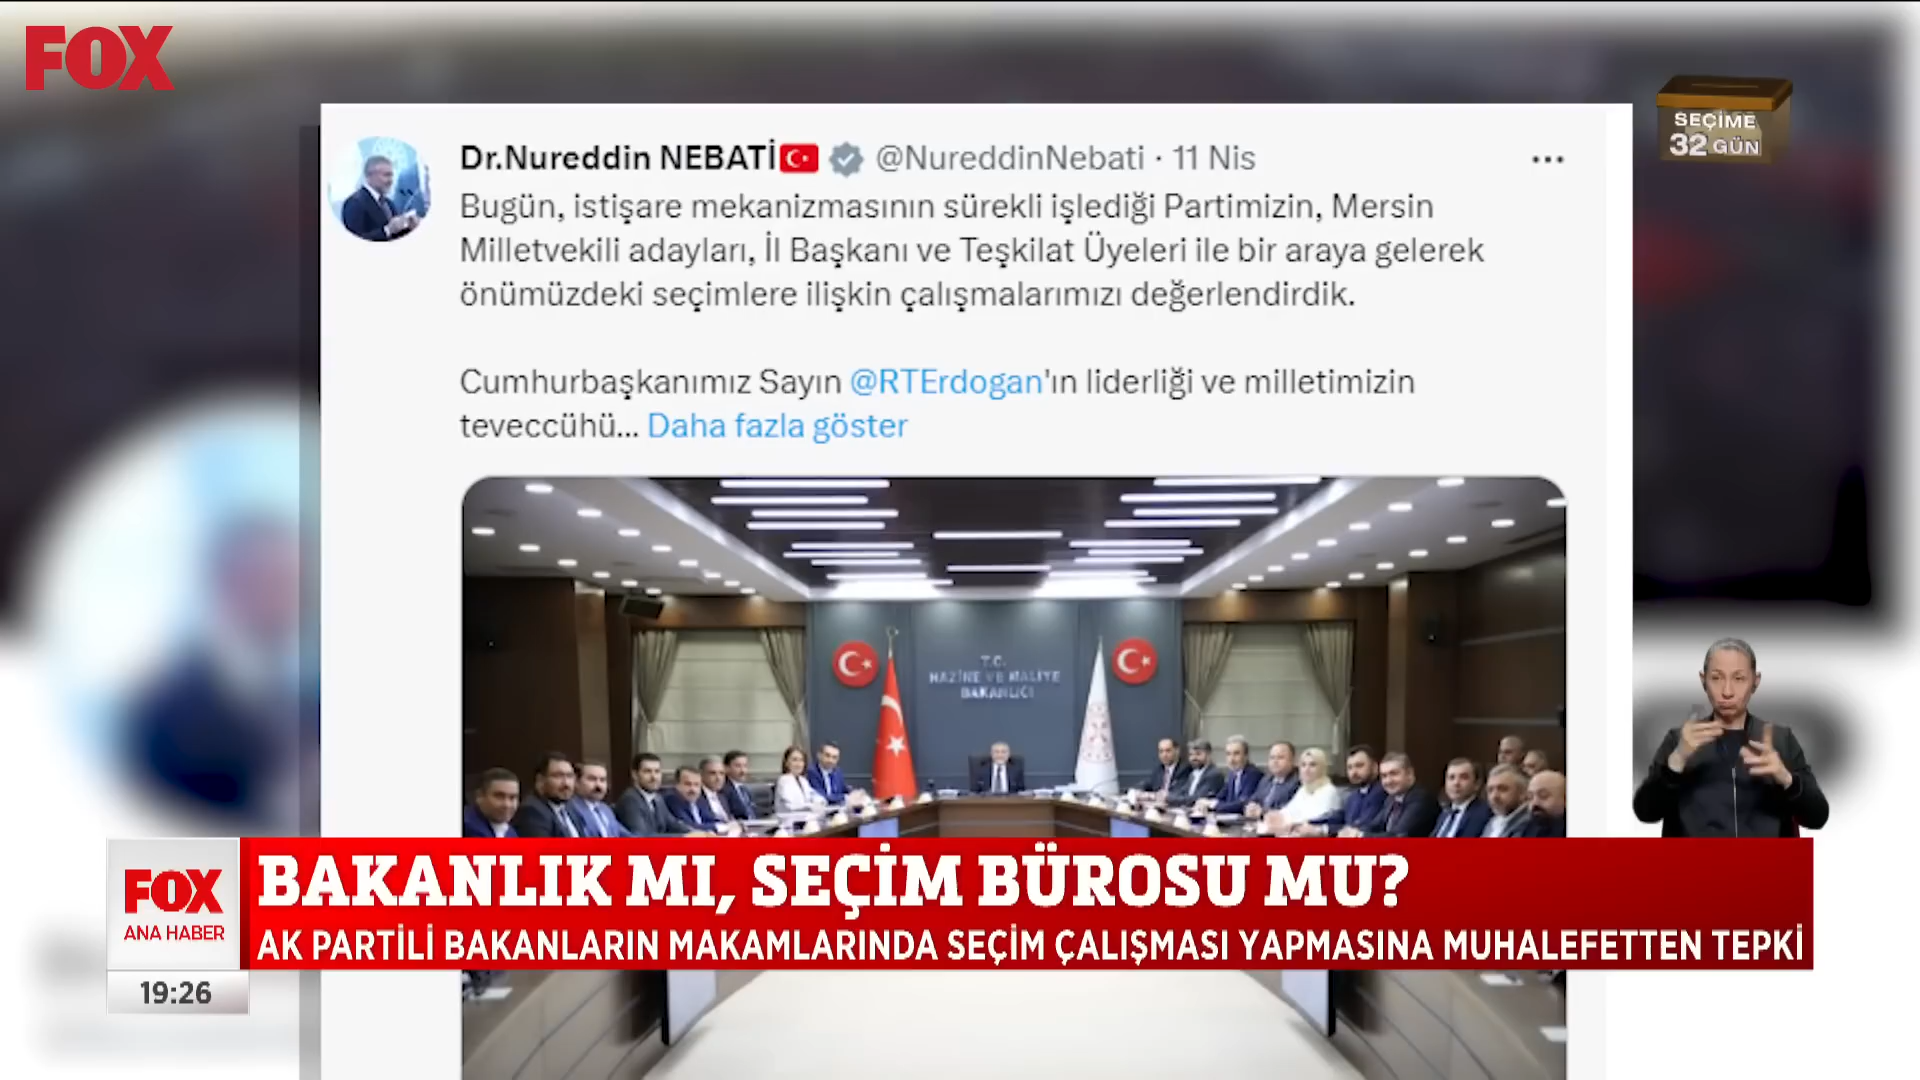 FOX
SEÇİME
32 GÜN
Dr.Nureddin NEBATİ @NureddinNebati · 11 Nis
Bugün, istişare mekanizmasının sürekli işlediği Partimizin, Mersin
Milletvekili adayları, İl Başkanı ve Teşkilat Üyeleri ile bir araya gelerek
önümüzdeki seçimlere ilişkin çalışmalarımızı değerlendirdik.
Cumhurbaşkanımız Sayın @RTErdogan'ın liderliği ve milletimizin
teveccühü... Daha fazla göster
T.C.
HAZİNE VE MALİYE
BAKANLIĞI
FOX
ANA HABER
19:26
BAKANLIK MI, SEÇİM BÜROSU MU?
AK PARTİLİ BAKANLARIN MAKAMLARINDA SEÇİM ÇALIŞMASI YAPMASINA MUHALEFETTEN TEPKİ